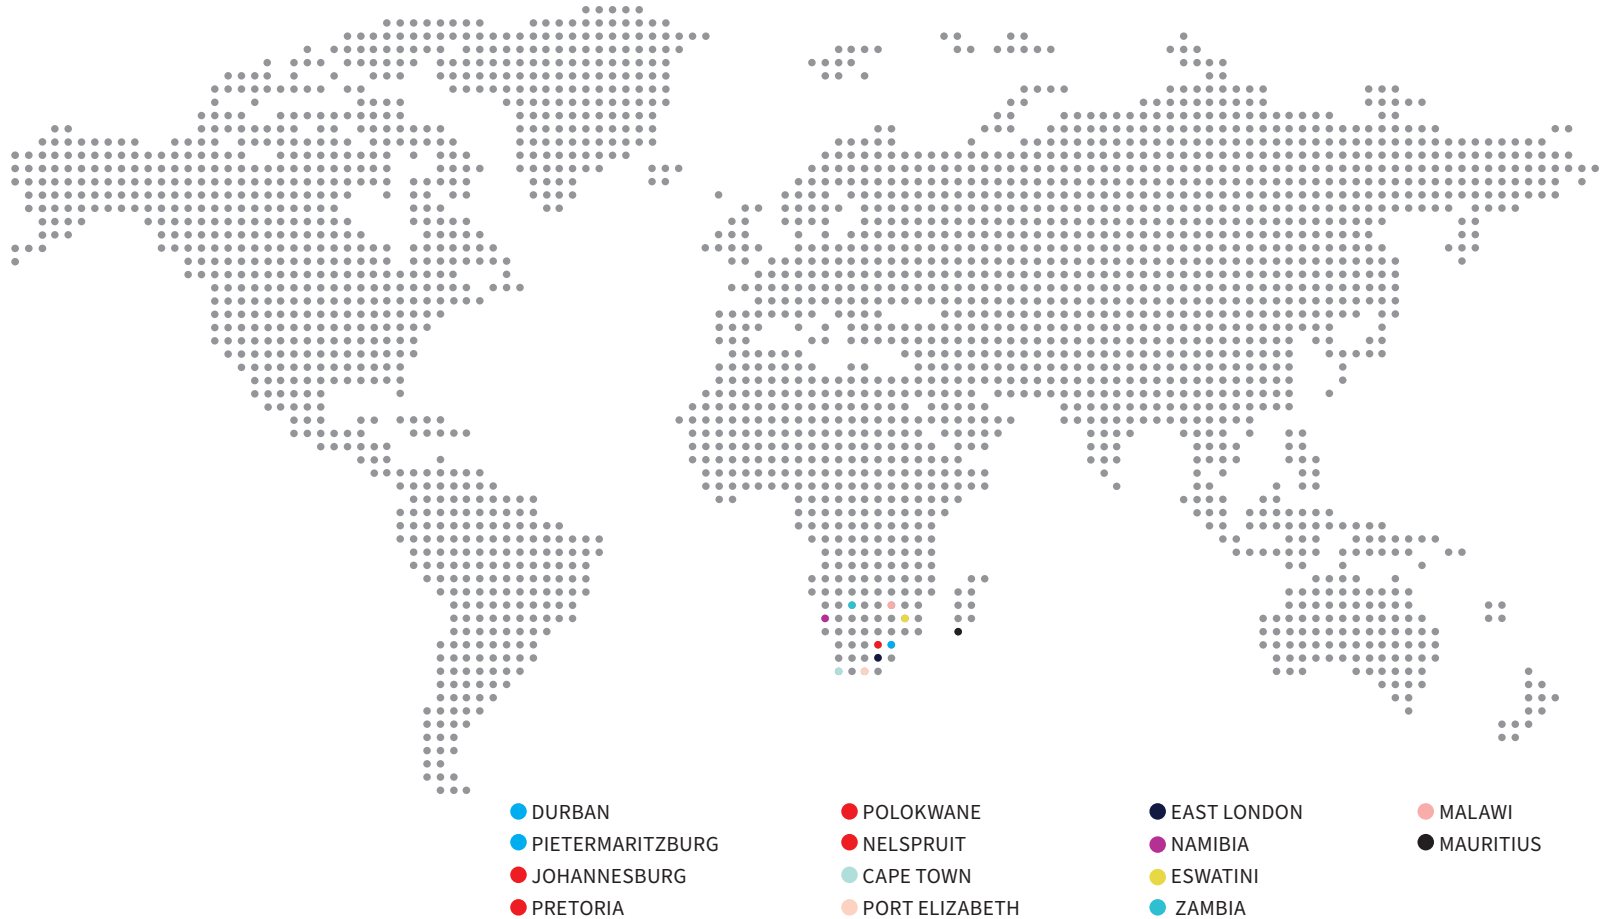 DURBAN
PIETERMARITZBURG
JOHANNESBURG
PRETORIA
POLOKWANE
NELSPRUIT
CAPE TOWN
PORT ELIZABETH
EAST LONDON
NAMIBIA
ESWATINI
ZAMBIA
MALAWI
MAURITIUS